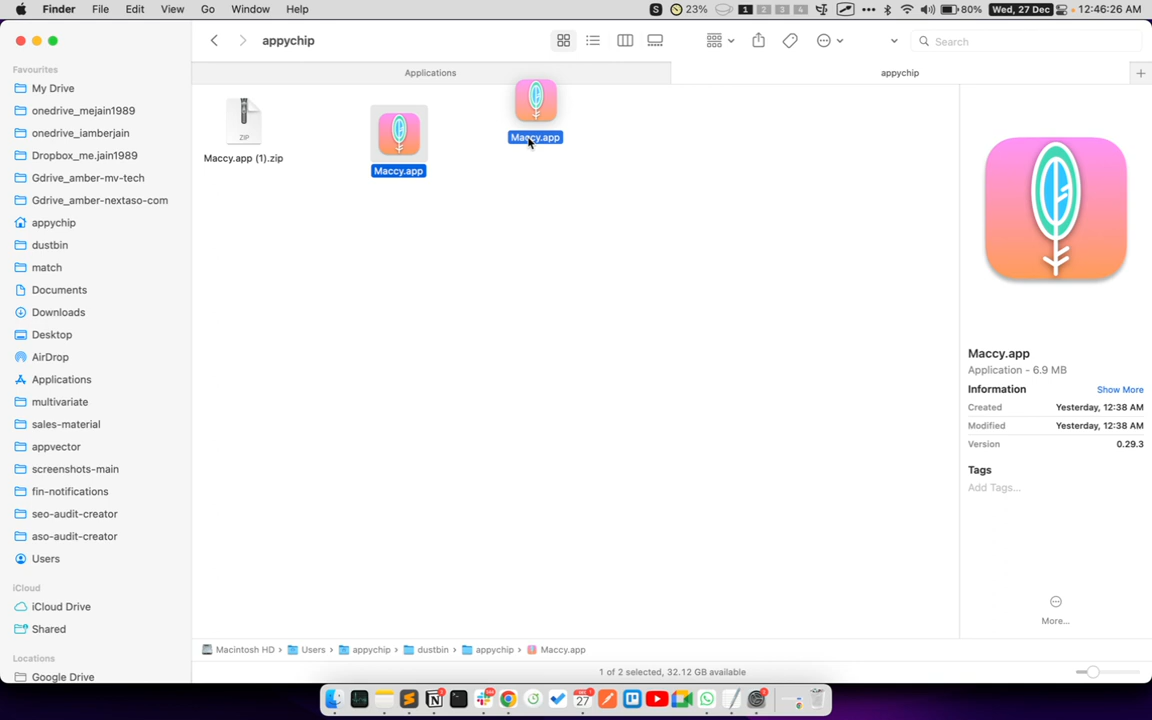 Finder File Edit View Go Window Help S 23% 1 2 3 4 80% Wed, 27 Dec 12:46:26 AM
appychip
Search
Applications
appychip
Favourites
My Drive
onedrive_mejain1989
onedrive_iamberjain
Dropbox_me.jain1989
Gdrive_amber-mv-tech
Gdrive_amber-nextaso-com
appychip
dustbin
match
Documents
Downloads
Desktop
AirDrop
Applications
multivariate
sales-material
appvector
screenshots-main
fin-notifications
seo-audit-creator
aso-audit-creator
Users
iCloud
iCloud Drive
Shared
Locations
Google Drive
ZIP
Maccy.app (1).zip
Maccy.app
Maccy.app
Maccy.app
Application - 6.9 MB
Information Show More
Created Yesterday, 12:38 AM
Modified Yesterday, 12:38 AM
Version 0.29.3
Tags
Add Tags...
More...
Macintosh HD › Users › appychip › dustbin › appychip › Maccy.app
1 of 2 selected, 32.12 GB available
27